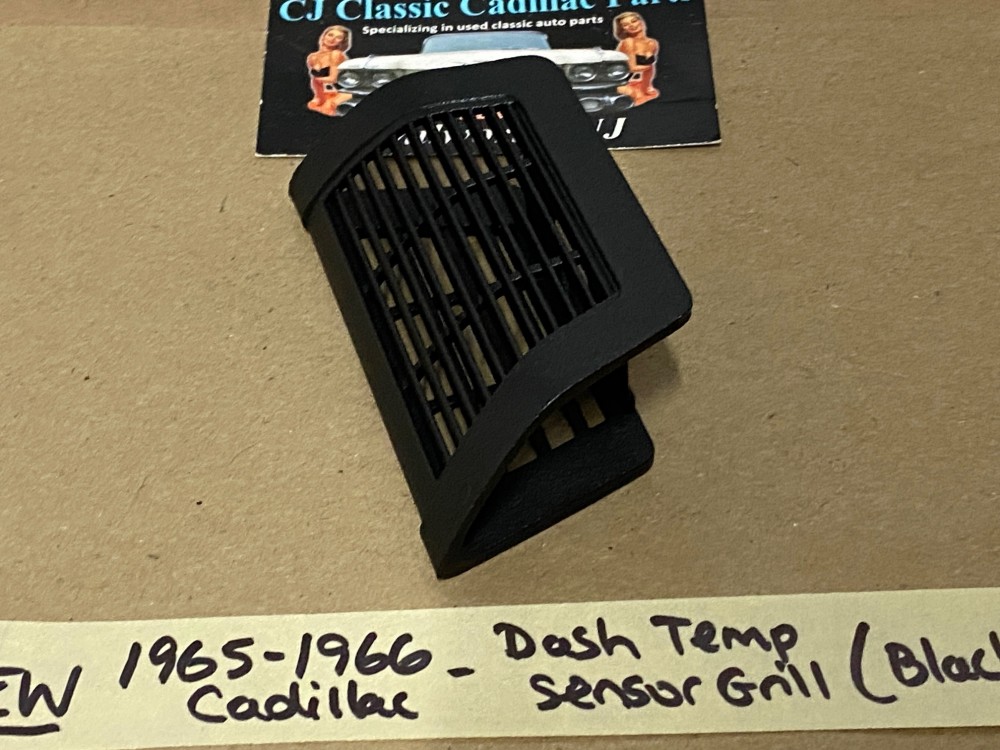 CJ Classic Cadillac Parts
Specializing in used classic auto parts
NJ
EW 1965-1966 - Dash Temp (Blac
Cadillac Sensor Grill